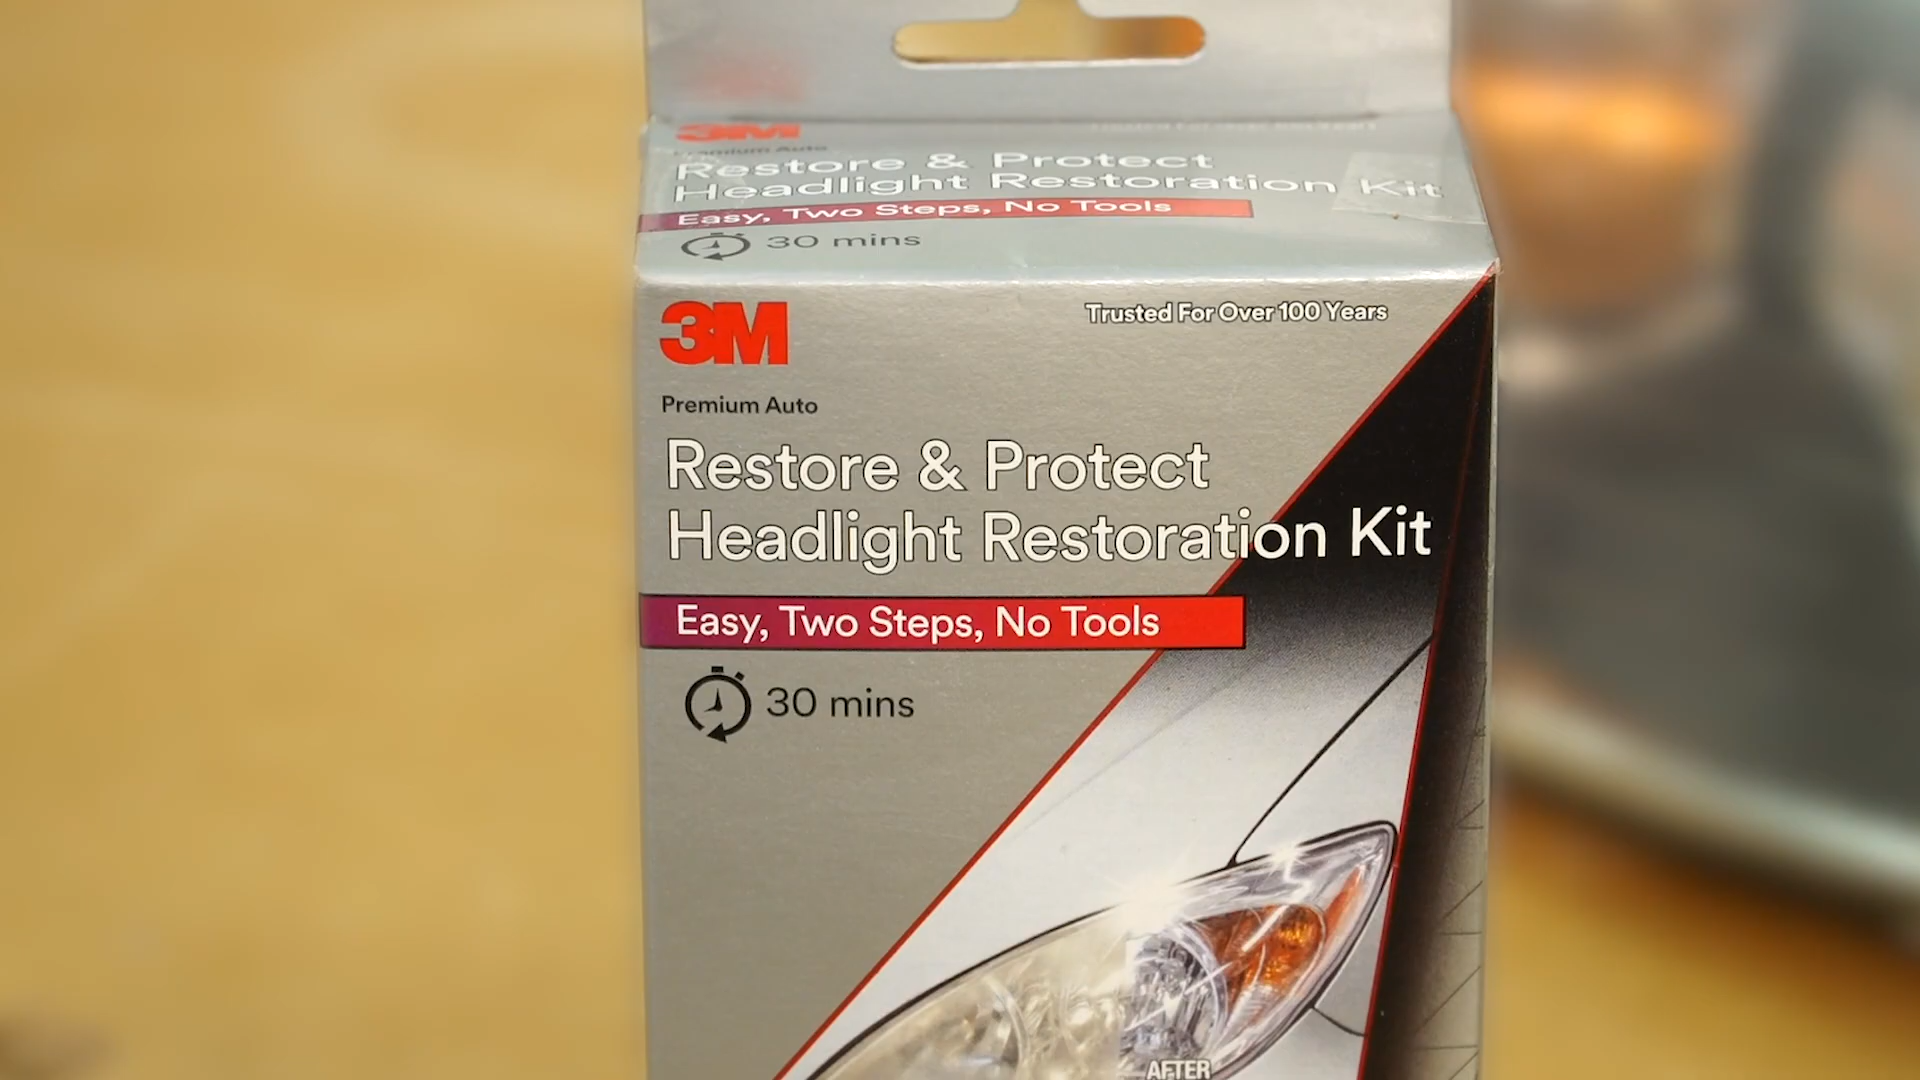 3M
Premium Auto
Restore & Protect
Headlight Restoration Kit
Easy, Two Steps, No Tools
30 mins
3M
Trusted For Over 100 Years
Premium Auto
Restore & Protect
Headlight Restoration Kit
Easy, Two Steps, No Tools
30 mins
AFTER